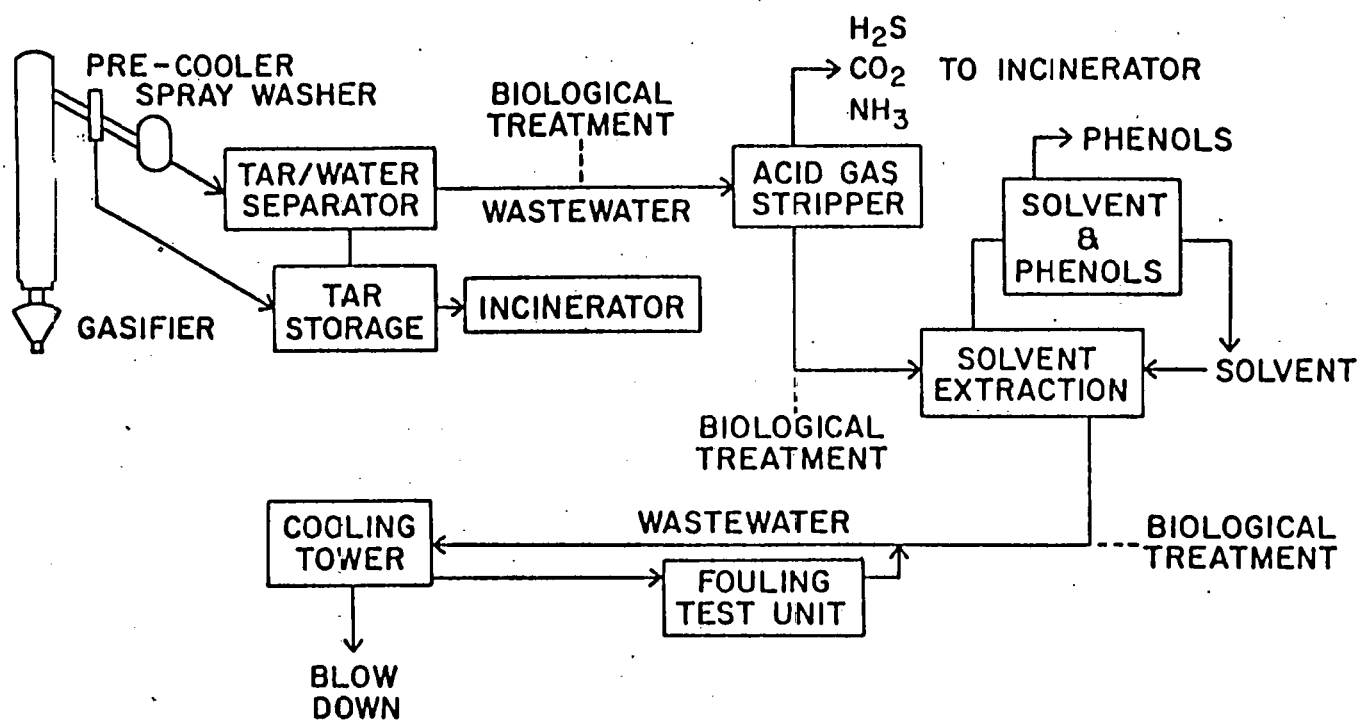 PRE-COOLER
SPRAY WASHER
GASIFIER
TAR/WATER
SEPARATOR
TAR
STORAGE
INCINERATOR
BIOLOGICAL
TREATMENT
WASTEWATER
H₂S
CO₂ TO INCINERATOR
NH₃
ACID GAS
STRIPPER
PHENOLS
SOLVENT
&
PHENOLS
SOLVENT
EXTRACTION
SOLVENT
BIOLOGICAL
TREATMENT
COOLING
TOWER
WASTEWATER
BIOLOGICAL
TREATMENT
FOULING
TEST UNIT
BLOW
DOWN